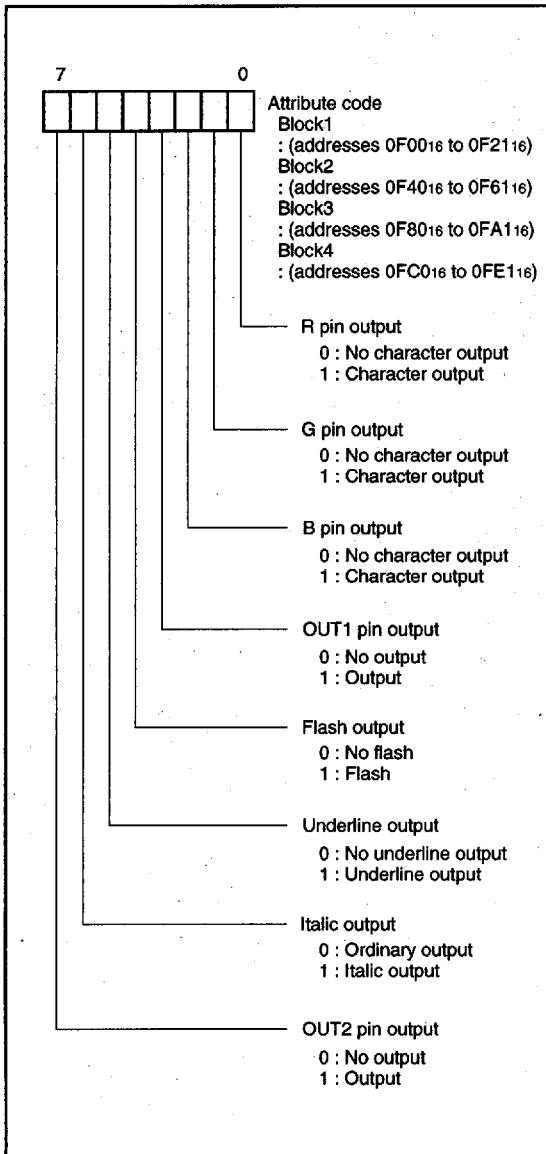 7 0
Attribute code
Block1
: (addresses 0F0016 to 0F2116)
Block2
: (addresses 0F4016 to 0F6116)
Block3
: (addresses 0F8016 to 0FA116)
Block4
: (addresses 0FC016 to 0FE116)
R pin output
0 : No character output
1 : Character output
G pin output
0 : No character output
1 : Character output
B pin output
0 : No character output
1 : Character output
OUT1 pin output
0 : No output
1 : Output
Flash output
0 : No flash
1 : Flash
Underline output
0 : No underline output
1 : Underline output
Italic output
0 : Ordinary output
1 : Italic output
OUT2 pin output
0 : No output
1 : Output